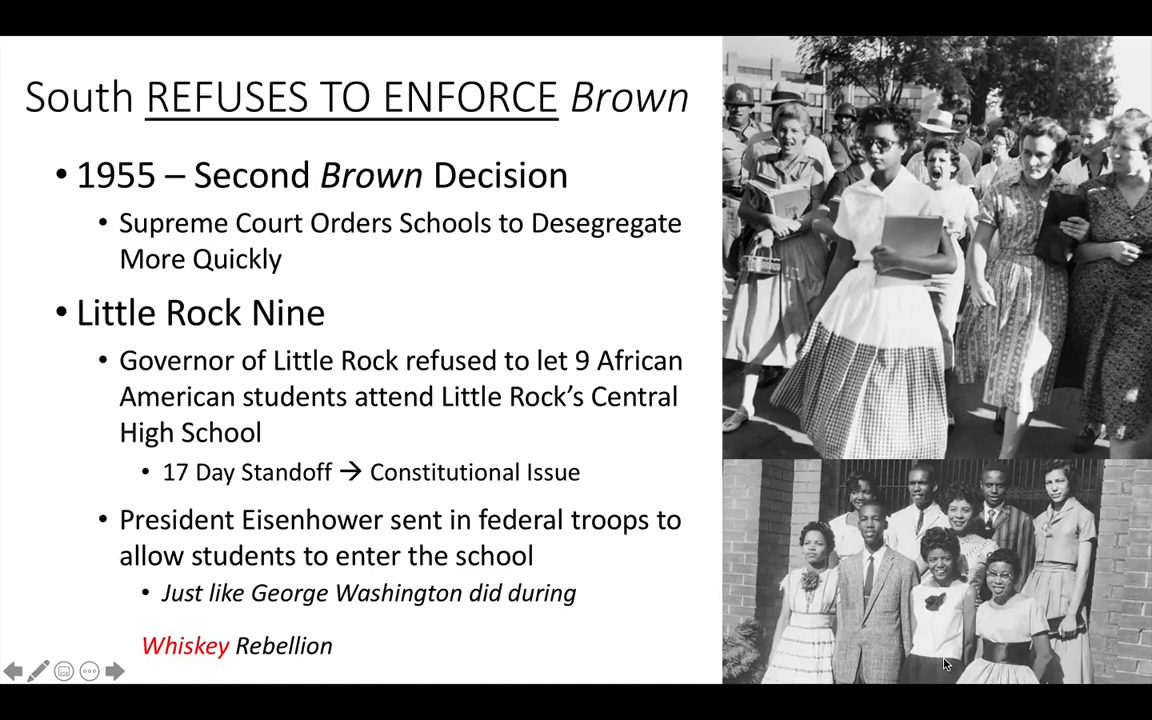 South REFUSES TO ENFORCE Brown
• 1955 – Second Brown Decision
• Supreme Court Orders Schools to Desegregate
More Quickly
• Little Rock Nine
• Governor of Little Rock refused to let 9 African
American students attend Little Rock’s Central
High School
• 17 Day Standoff → Constitutional Issue
• President Eisenhower sent in federal troops to
allow students to enter the school
• Just like George Washington did during
Whiskey Rebellion